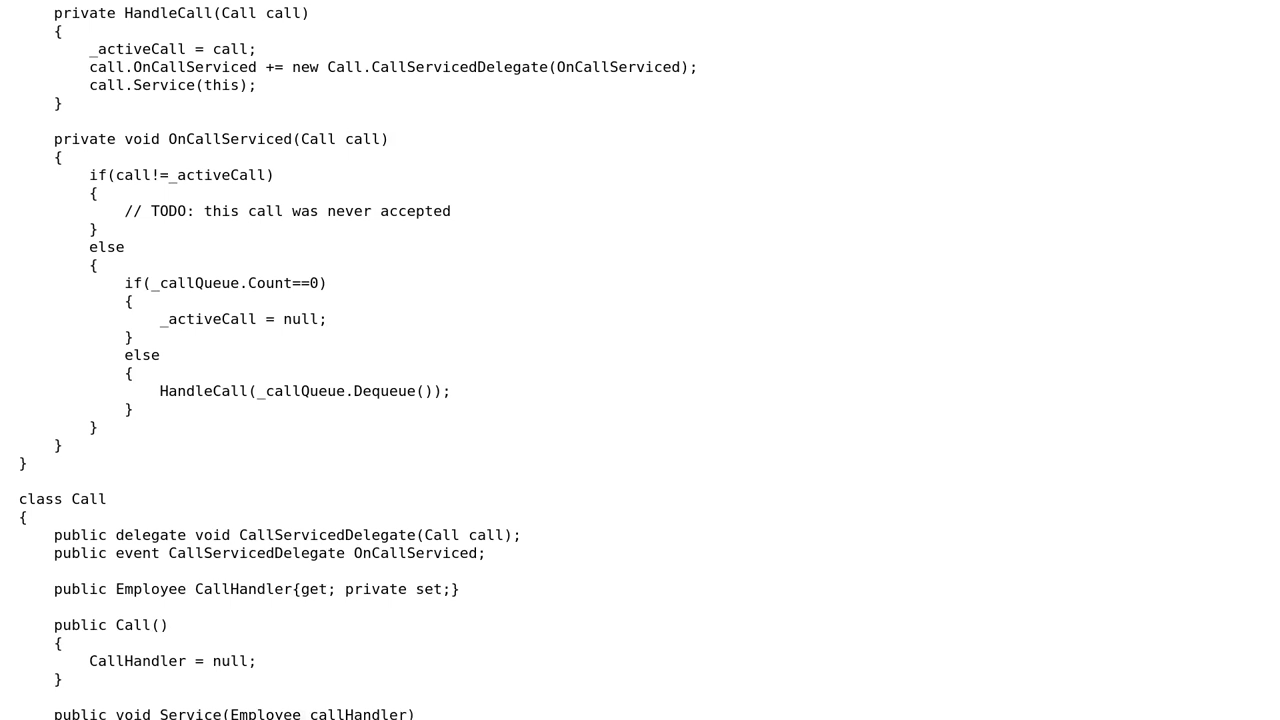 private HandleCall(Call call)
{
_activeCall = call;
call.OnCallServiced += new Call.CallServicedDelegate(OnCallServiced);
call.Service(this);
}
private void OnCallServiced(Call call)
{
if(call!=_activeCall)
{
// TODO: this call was never accepted
}
else
{
if(_callQueue.Count==0)
{
_activeCall = null;
}
else
{
HandleCall(_callQueue.Dequeue());
}
}
}
}
class Call
{
public delegate void CallServicedDelegate(Call call);
public event CallServicedDelegate OnCallServiced;
public Employee CallHandler{get; private set;}
public Call()
{
CallHandler = null;
}
public void Service(Employee callHandler)